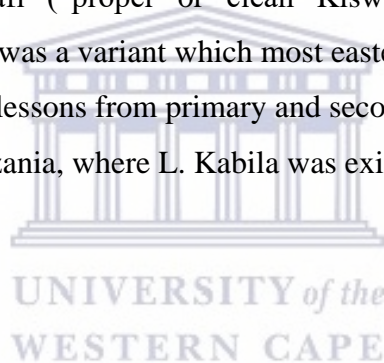 ( proper or clean Kisw
was a variant which most easte
lessons from primary and seco
zania, where L. Kabila was exi
UNIVERSITY of the
WESTERN CAPE